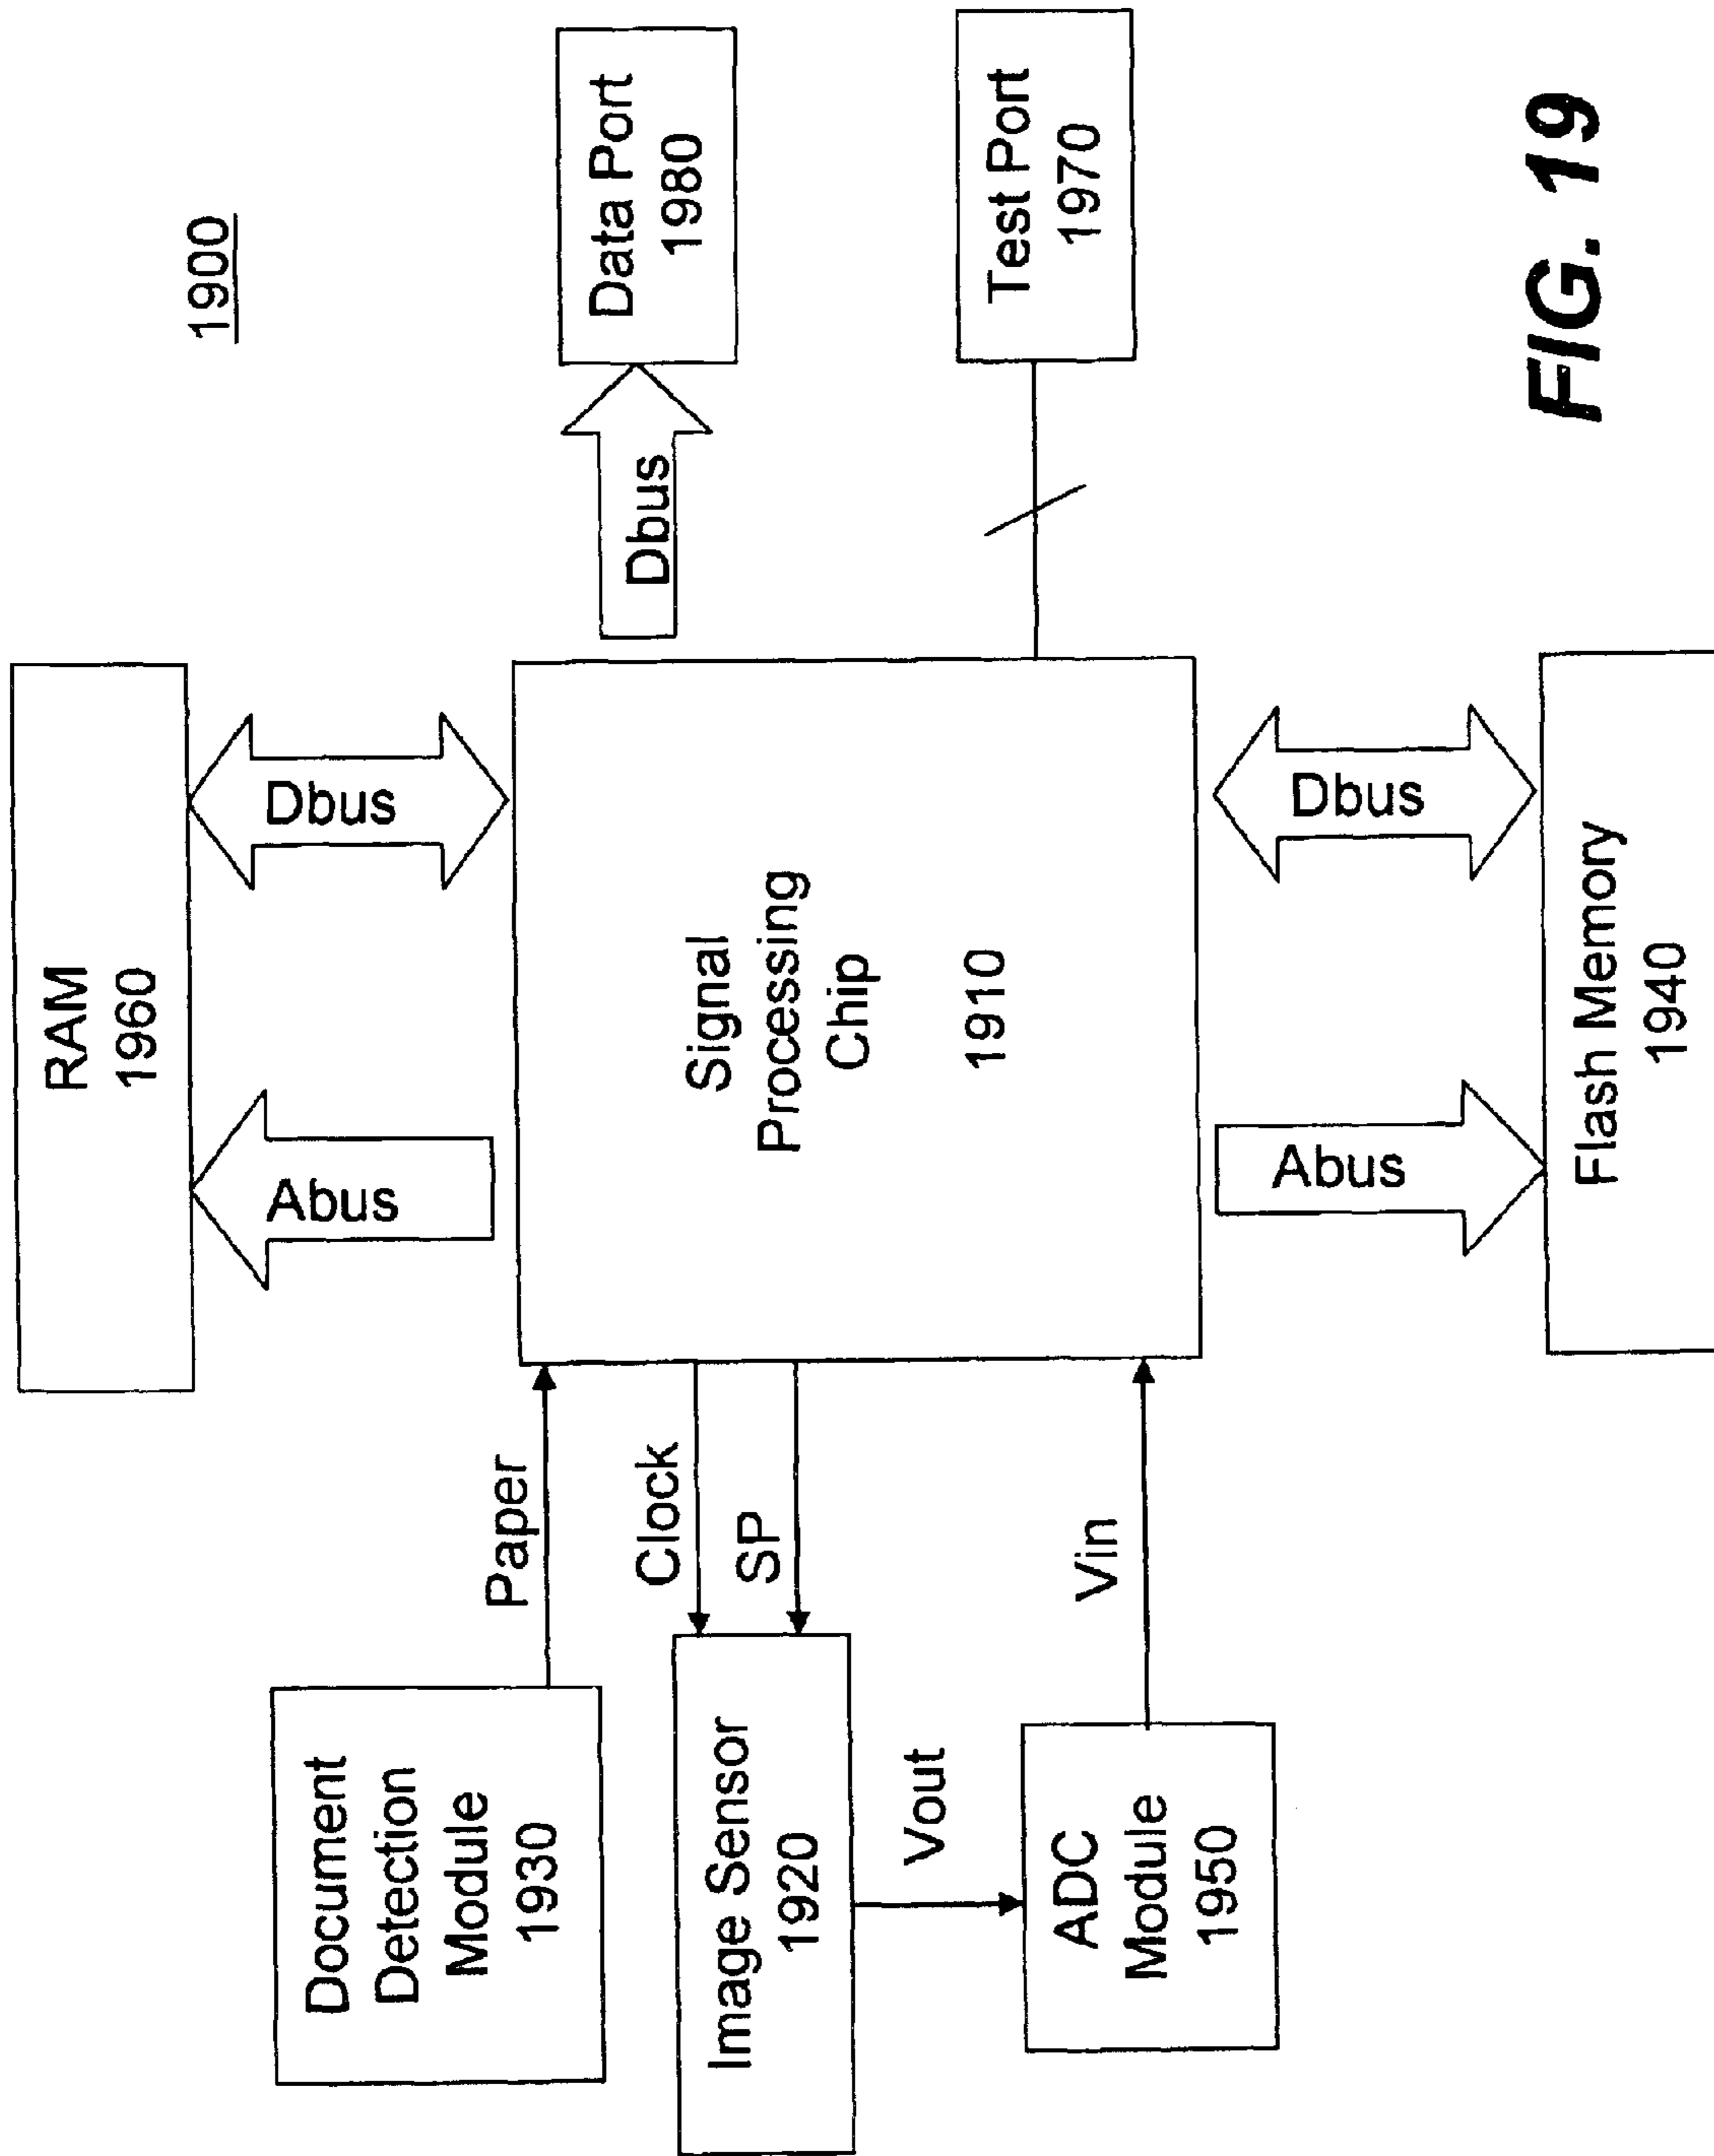 1900
RAM
1960
Abus
Dbus
Document
Detection
Module
1930
Paper
Clock
SP
Image Sensor
1920
Vout
ADC
Module
1950
Vin
Signal
Processing
Chip
1910
Dbus
Data Port
1980
Test Port
1970
Abus
Dbus
Flash Memory
1940
FIG. 19